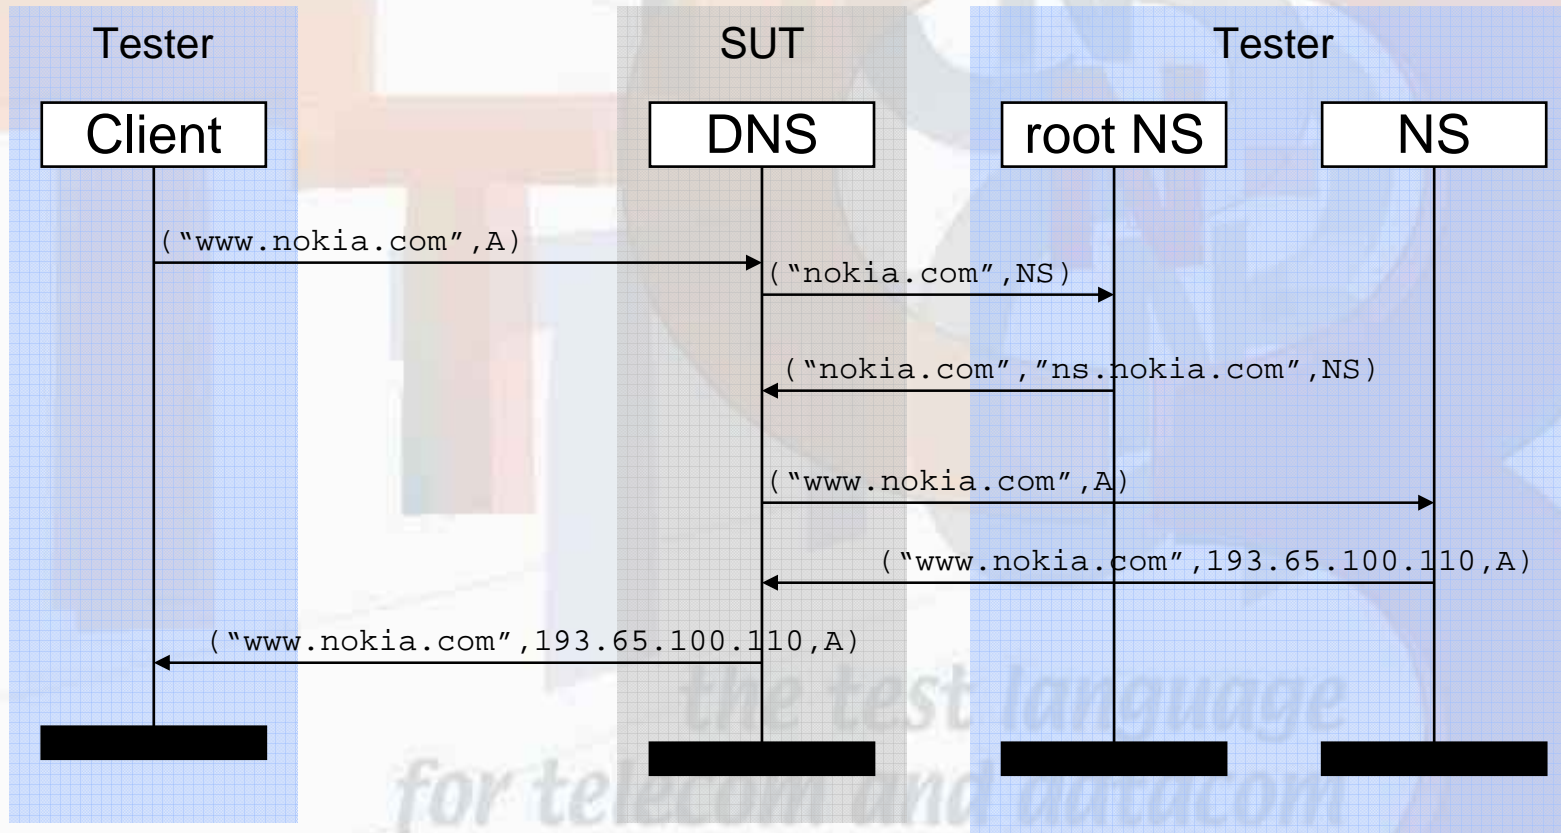 Tester
SUT
Tester
Client
DNS
root NS
NS
(“www.nokia.com”,A)
(“nokia.com”,NS)
(“nokia.com”,”ns.nokia.com”,NS)
(“www.nokia.com”,A)
(“www.nokia.com”,193.65.100.110,A)
(“www.nokia.com”,193.65.100.110,A)
the test language
for telecom and datacom